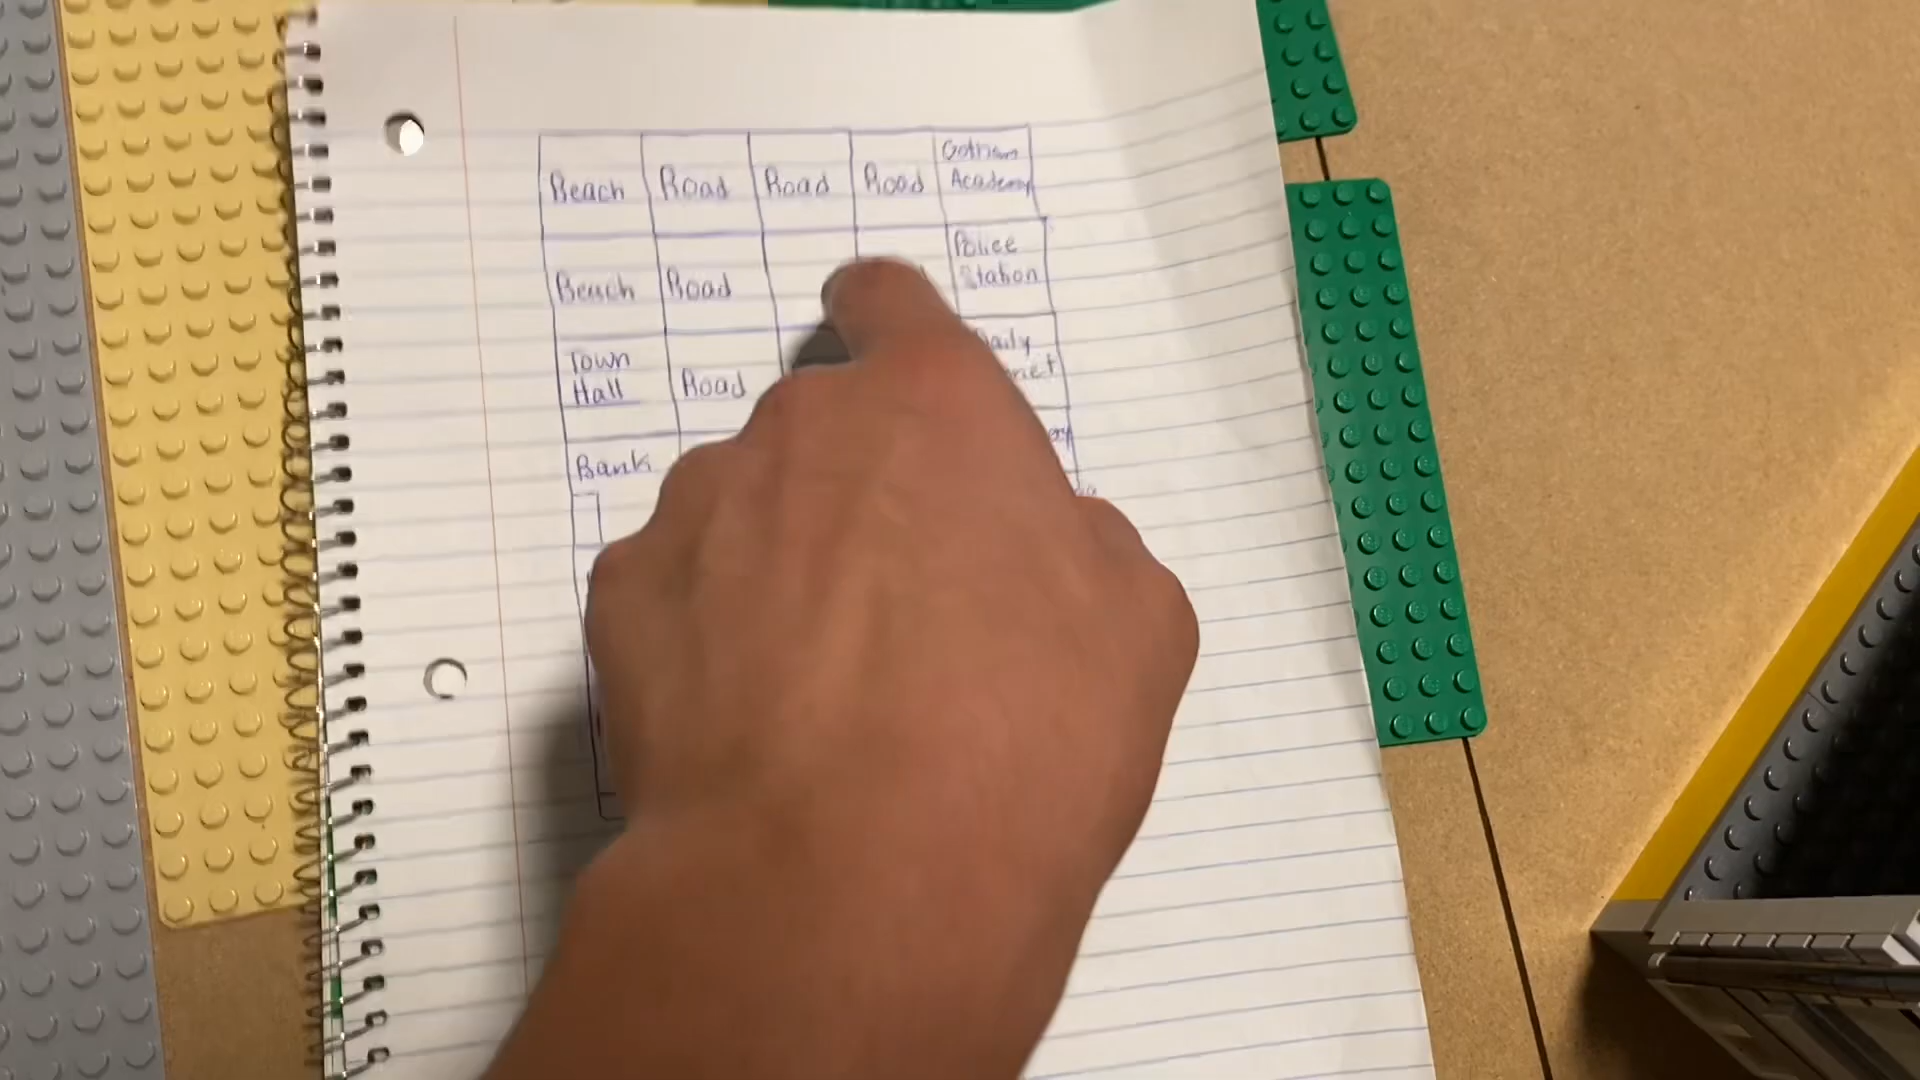 Beach Road Road Road Gotham
Academy
Beach Road Police
Station
Town
Hall Road
Bank